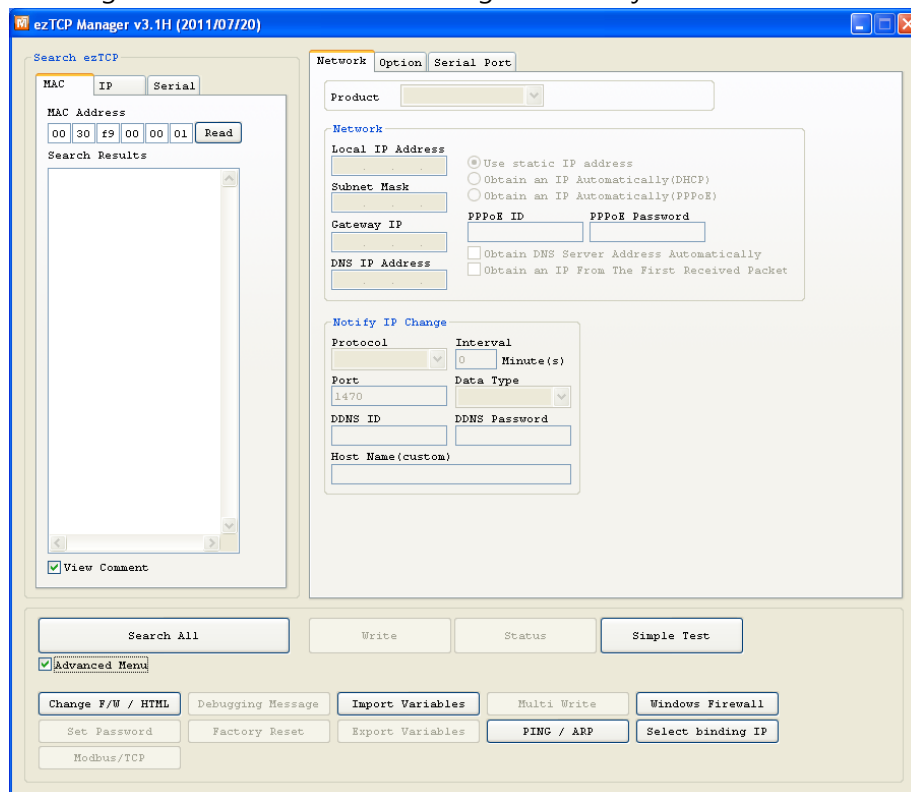 ezTCP Manager v3.1H (2011/07/20)
Search ezTCP
MAC IP Serial
MAC Address
00 30 f9 00 00 01 Read
Search Results
View Comment
Network Option Serial Port
Product
Network
Local IP Address
Use static IP address
Obtain an IP Automatically(DHCP)
Subnet Mask
Obtain an IP Automatically(PPPoE)
PPPoE ID PPPoE Password
Gateway IP
Obtain DNS Server Address Automatically
DNS IP Address
Obtain an IP From The First Received Packet
Notify IP Change
Protocol Interval
0 Minute(s)
Port Data Type
1470
DDNS ID DDNS Password
Host Name(custom)
Search All Write Status Simple Test
Advanced Menu
Change F/W / HTML Debugging Message Import Variables Multi Write Windows Firewall
Set Password Factory Reset Export Variables PING / ARP Select binding IP
Modbus/TCP